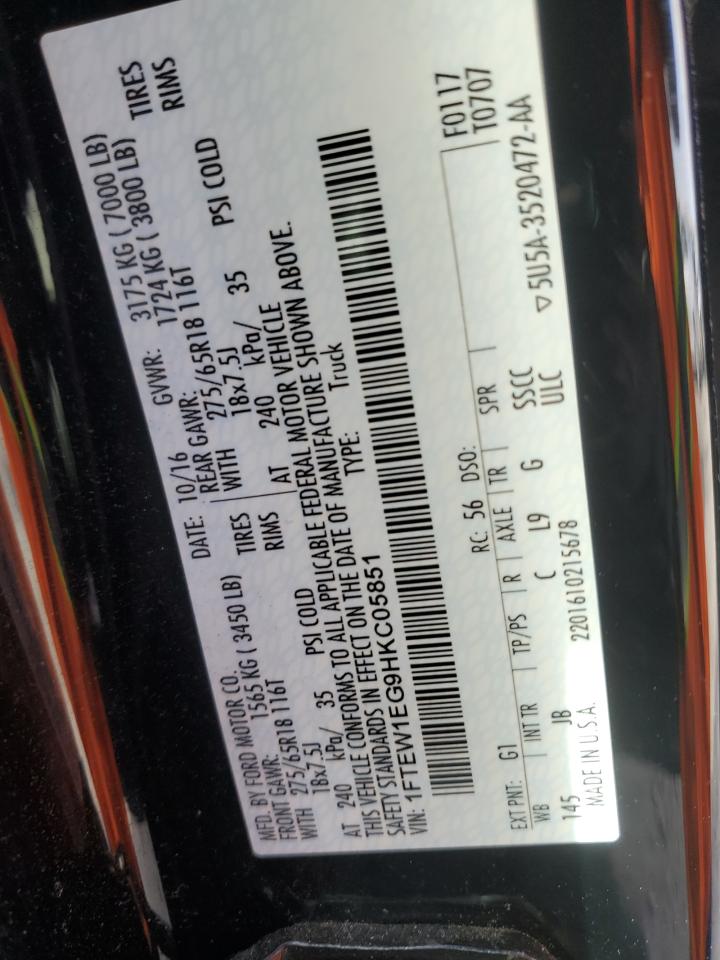 MFD. BY FORD MOTOR CO.
DATE: 10/16 GVWR: 3175 KG ( 7000 LB)
FRONT GAWR: 1565 KG ( 3450 LB) REAR GAWR: 1724 KG ( 3800 LB)
WITH 275/65R18 116T TIRES WITH 275/65R18 116T TIRES
18x7.5J RIMS 18x7.5J RIMS
AT 240 kPa/ 35 PSI COLD AT 240 kPa/ 35 PSI COLD
THIS VEHICLE CONFORMS TO ALL APPLICABLE FEDERAL MOTOR VEHICLE
SAFETY STANDARDS IN EFFECT ON THE DATE OF MANUFACTURE SHOWN ABOVE.
VIN: 1FTEW1EG9HKC05851 TYPE: Truck
F0117
T0707
EXT PNT: G1 RC: 56 DSO:
WB INT TR TP/PS R AXLE TR SPR
145 JB C L9 G SSCC
ULC
MADE IN U.S.A. 2201610215678 ▽5U5A-3520472-AA